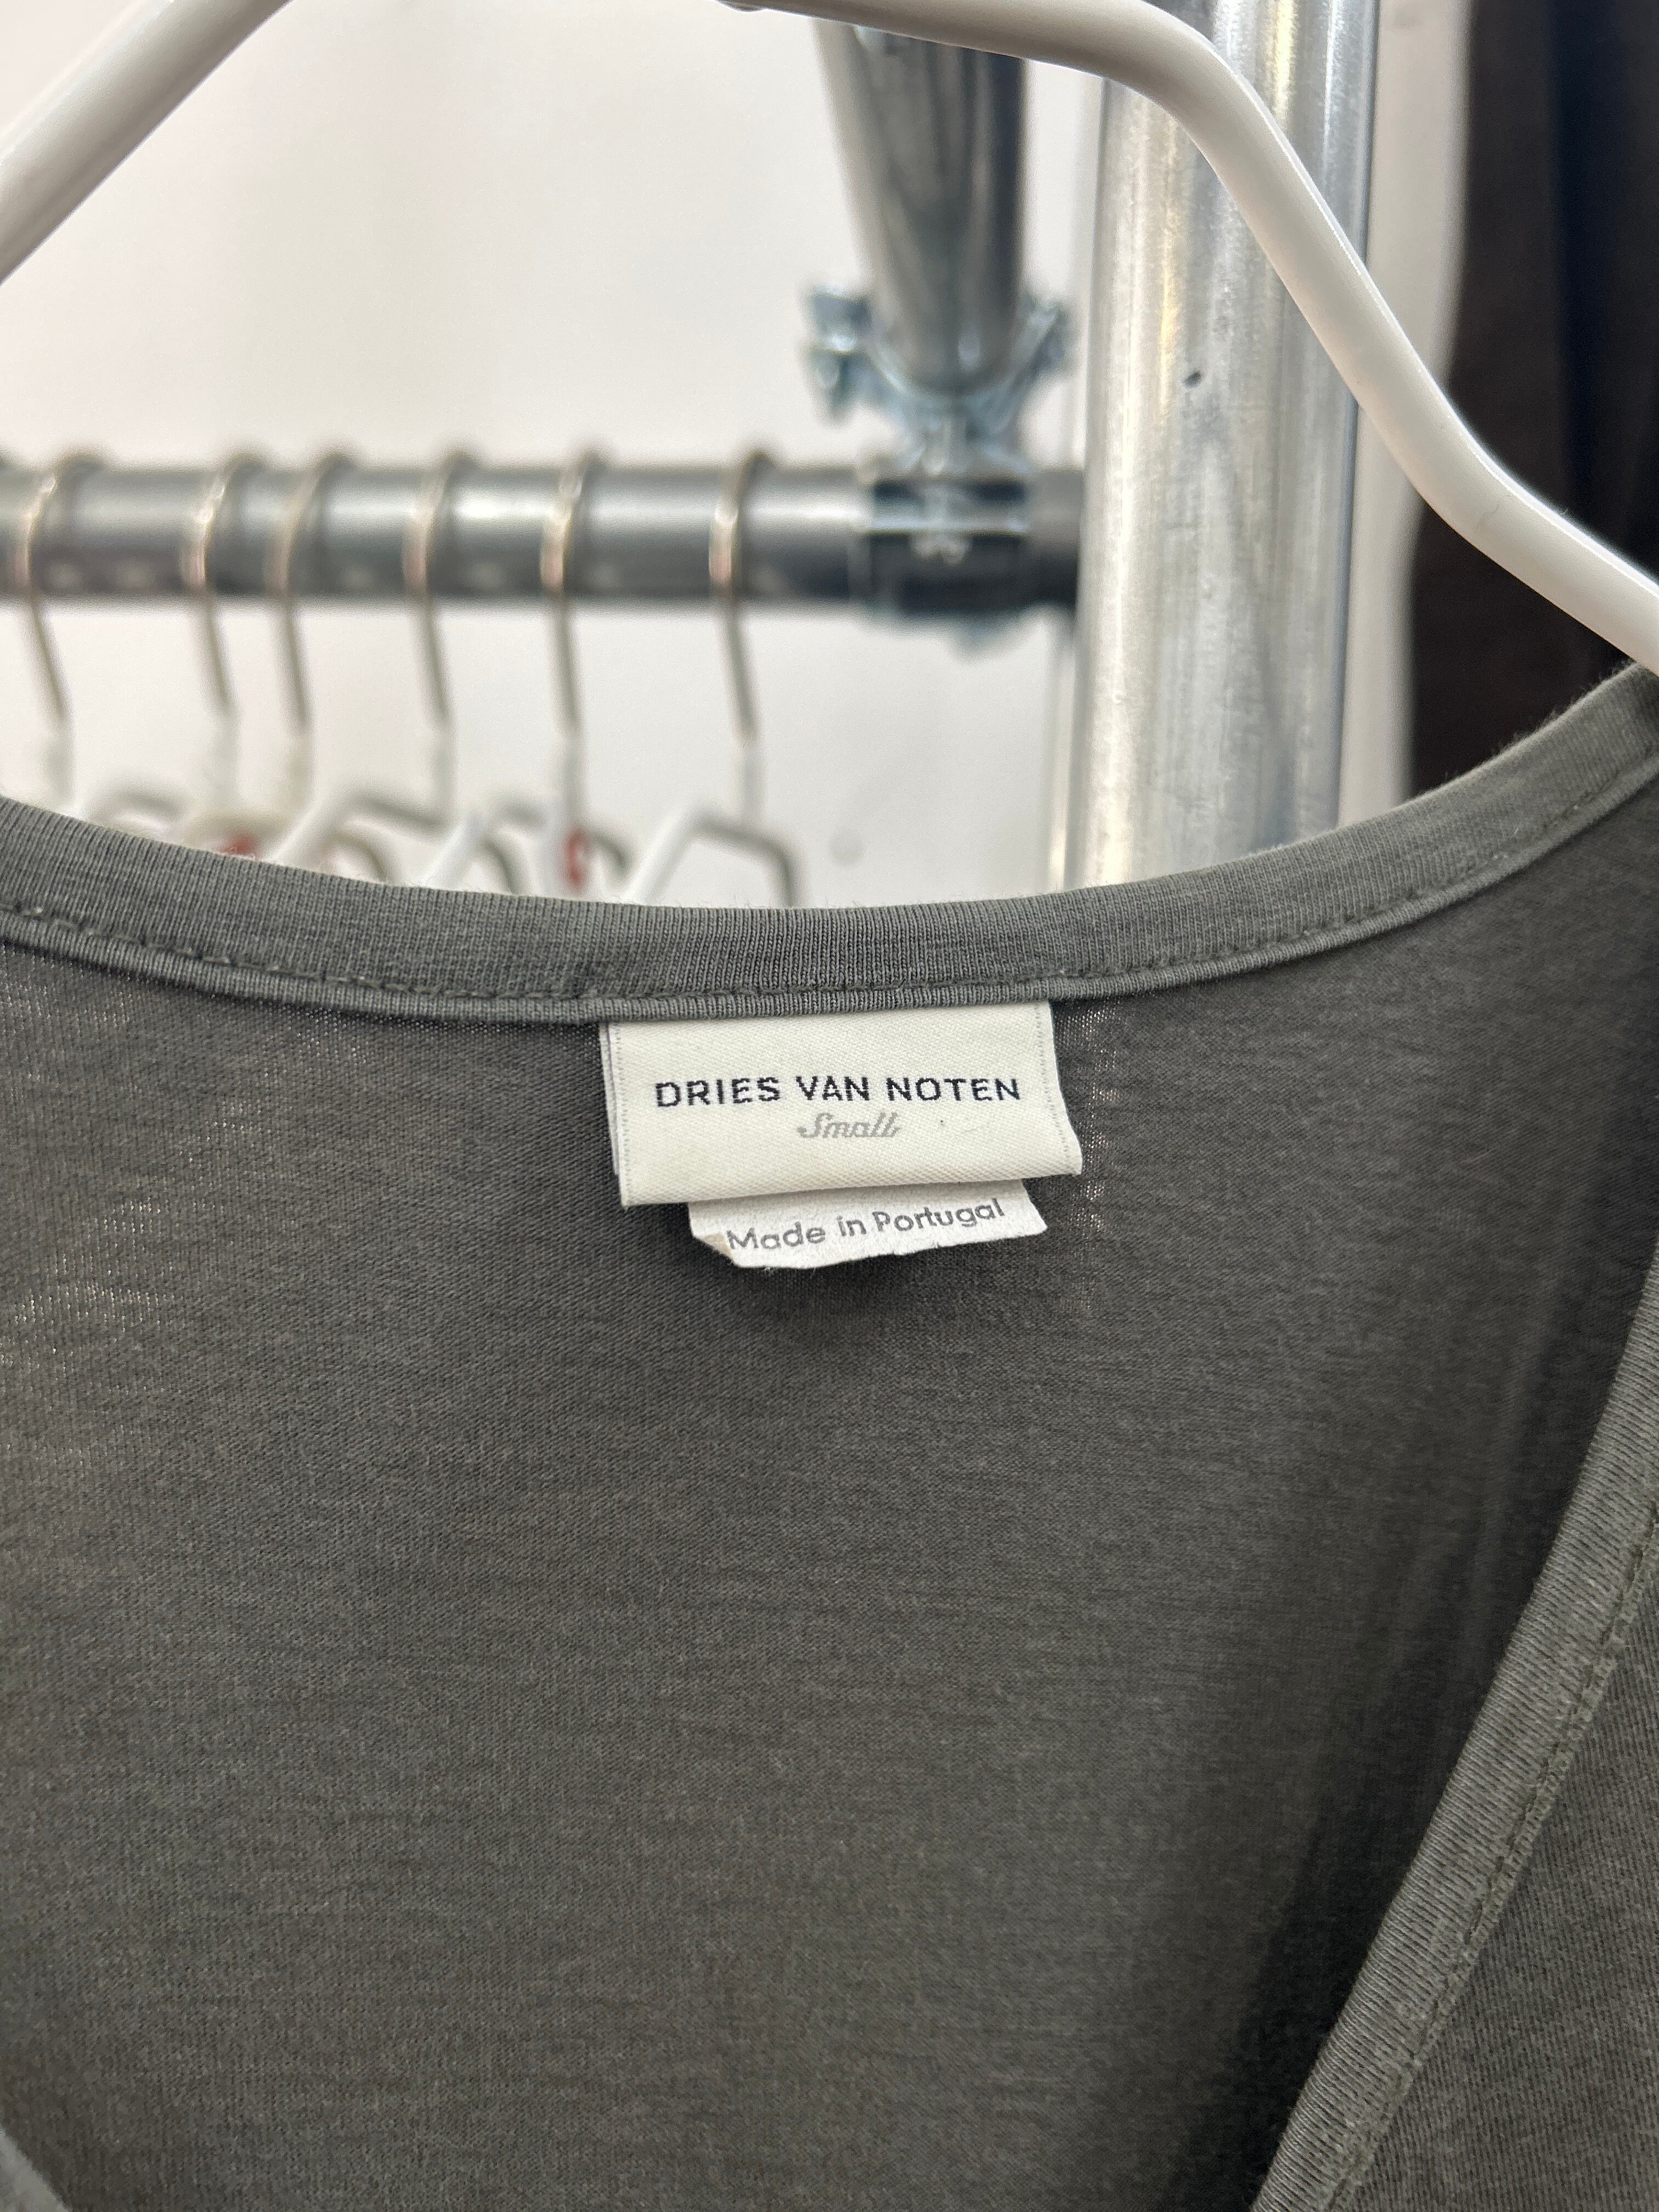 DRIES VAN NOTEN
Small
Made in Portugal